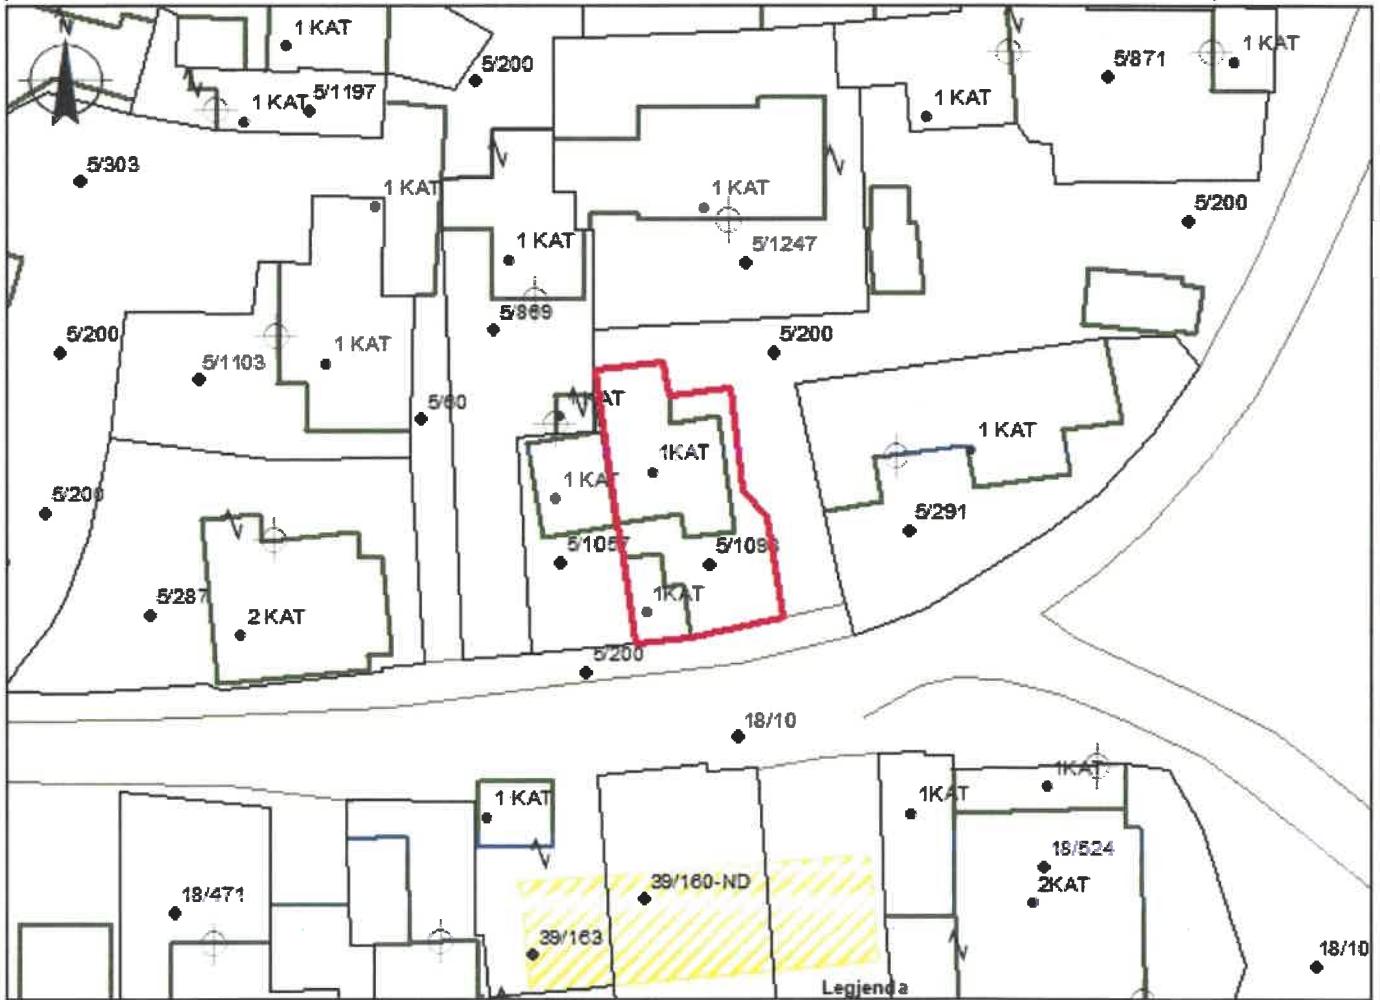 N
1 KAT
5/200
5/871
1 KAT
1 KAT
5/1197
1 KAT
5/303
1 KAT
1 KAT
5/200
1 KAT
5/1247
5/869
5/200
5/200
5/1103
1 KAT
5/60
1 KAT
1KAT
1 KAT
5/200
5/291
5/1057
5/287
1KAT
2 KAT
5/200
18/10
1 KAT
1KAT
1KAT
18/524
2KAT
18/471
39/160-ND
39/163
18/10
Legjenda